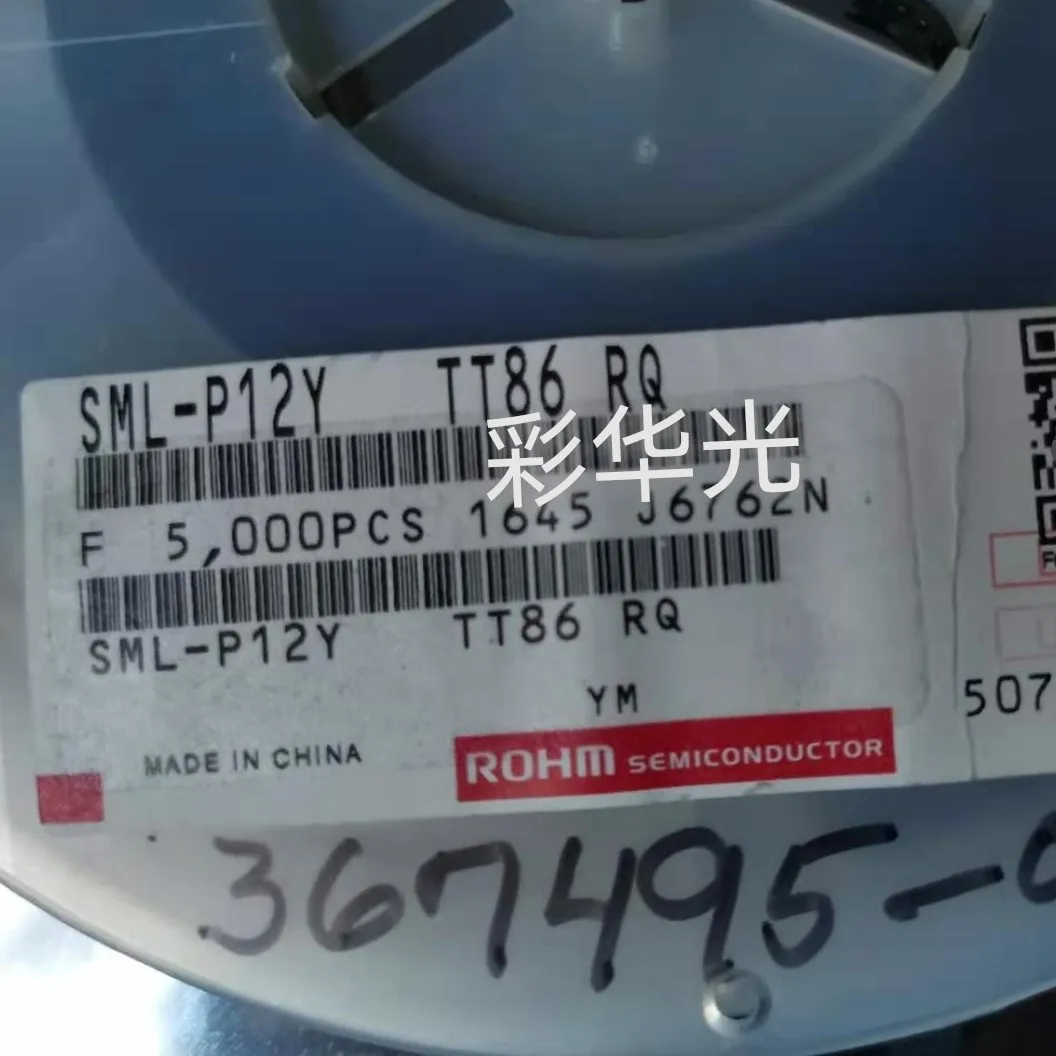 SML-P12Y TT86 RQ
彩华光
F 5,000PCS 1645 J6762N
SML-P12Y TT86 RQ
YM
507
MADE IN CHINA
ROHM SEMICONDUCTOR
367495-